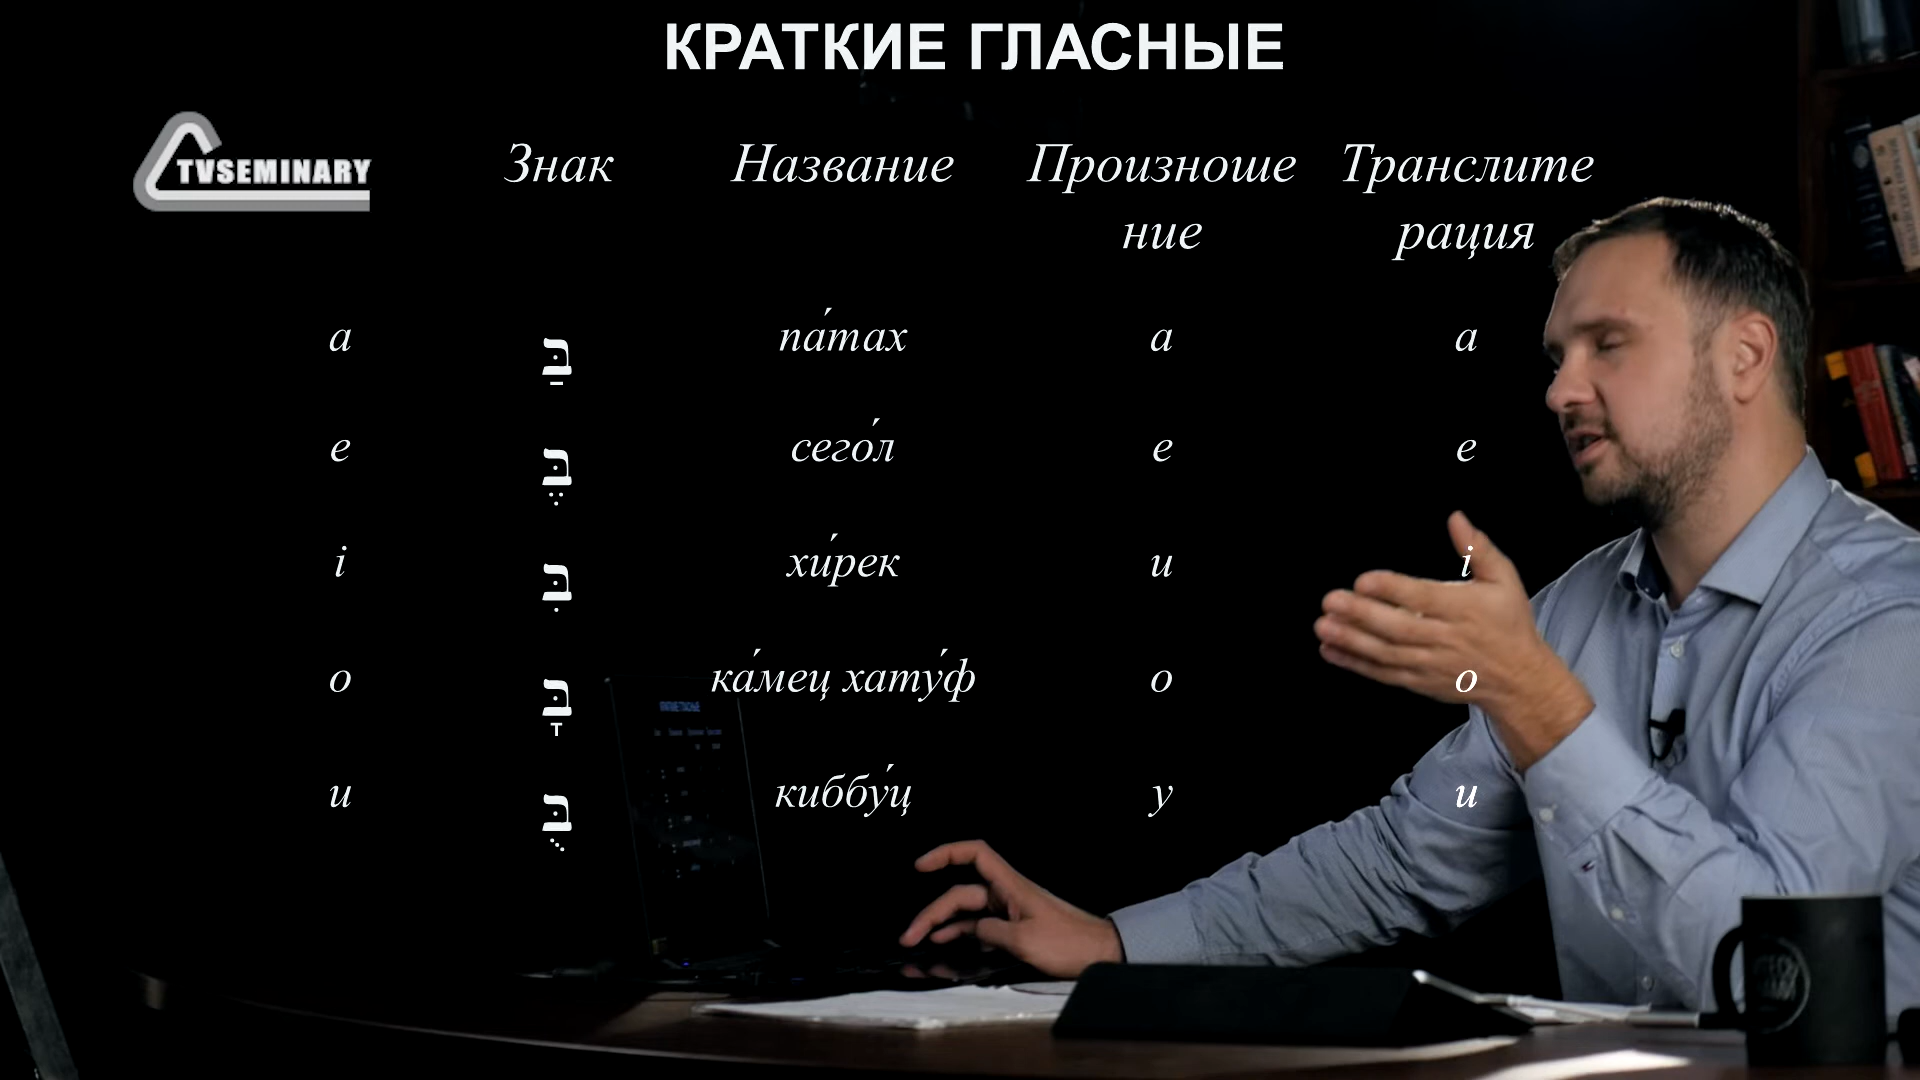 КРАТКИЕ ГЛАСНЫЕ
TVSEMINARY
Знак Название Произноше Транслите
ние рация
a בַּ па́тах а a
e בֶּ сего́л е e
i בִּ хи́рек и i
o בָּ ка́мец хату́ф о o
u בֻּ киббу́ц у u